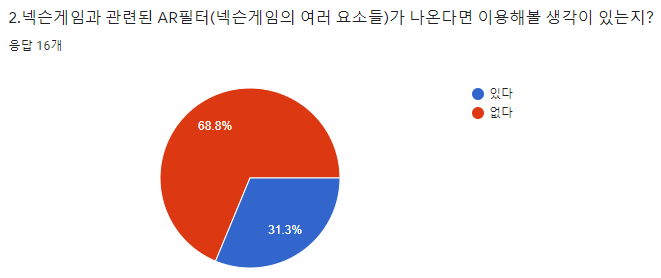 2.넥슨게임과 관련된 AR필터(넥슨게임의 여러 요소들)가 나온다면 이용해볼 생각이 있는지?
응답 16개
있다
없다
68.8%
31.3%